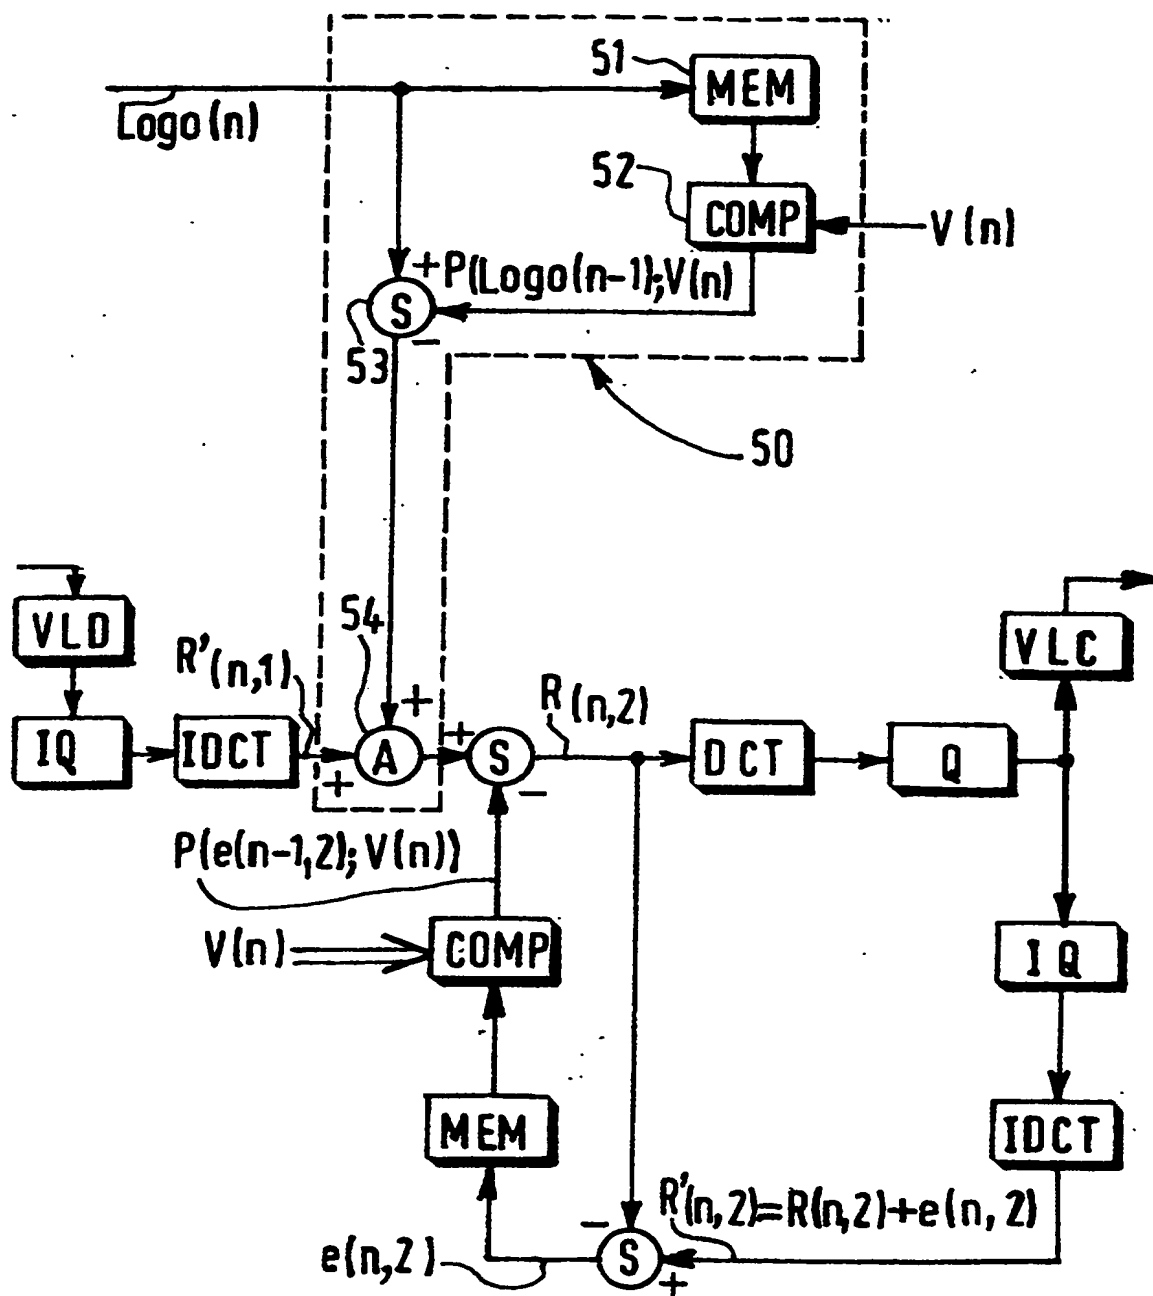 51
MEM
Logo(n)
52
COMP
V(n)
+
P(Logo(n-1);V(n)
S
-
53
50
VLD
54
R'(n,1)
+
IQ
IDCT
A
+
+
S
-
R(n,2)
DCT
Q
VLC
P(e(n-1,2);V(n))
V(n)
COMP
IQ
MEM
IDCT
R'(n,2)=R(n,2)+e(n,2)
-
S
+
e(n,2)